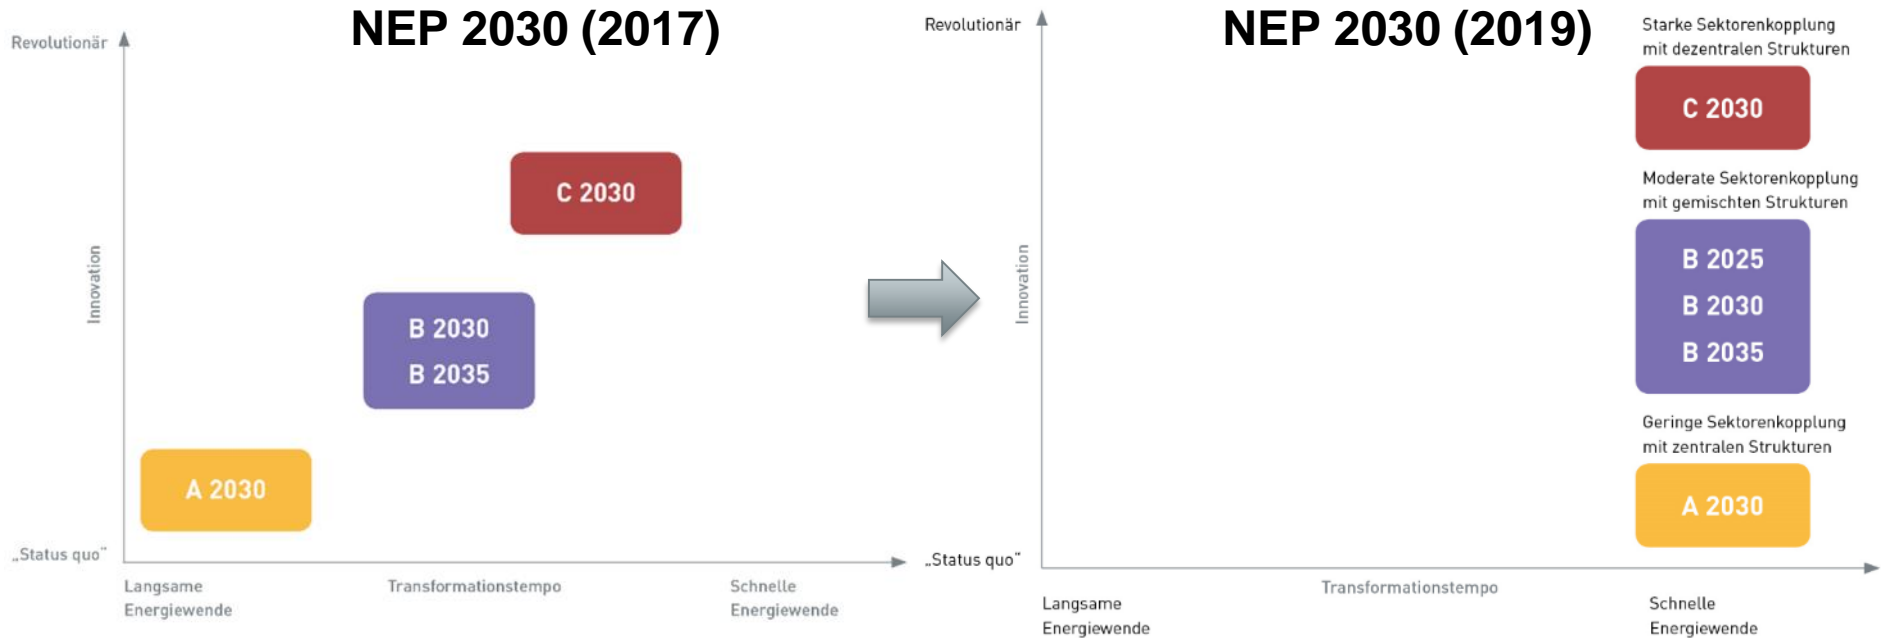 NEP 2030 (2017)
Revolutionär
Innovation
C 2030
B 2030
B 2035
A 2030
„Status quo“
Langsame
Energiewende
Transformationstempo
Schnelle
Energiewende
NEP 2030 (2019)
Revolutionär
Innovation
Starke Sektorenkopplung
mit dezentralen Strukturen
C 2030
Moderate Sektorenkopplung
mit gemischten Strukturen
B 2025
B 2030
B 2035
Geringe Sektorenkopplung
mit zentralen Strukturen
A 2030
„Status quo“
Langsame
Energiewende
Transformationstempo
Schnelle
Energiewende